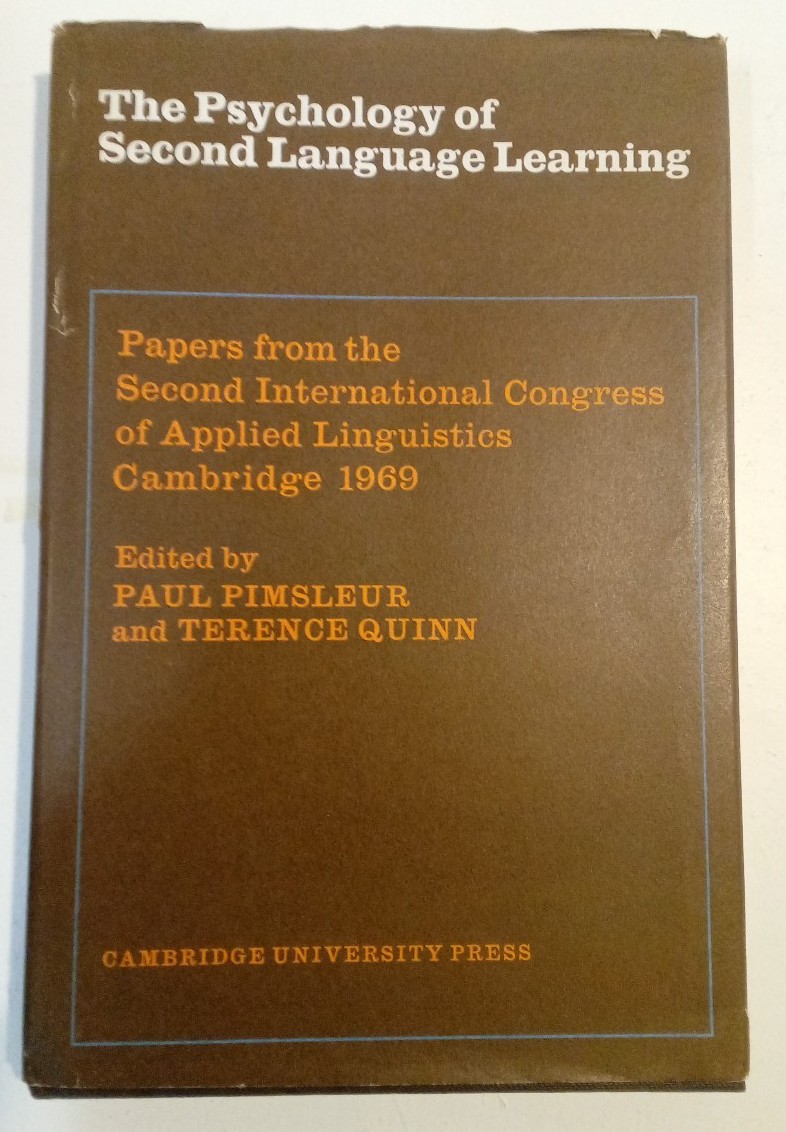 The Psychology of
Second Language Learning
Papers from the
Second International Congress
of Applied Linguistics
Cambridge 1969
Edited by
PAUL PIMSLEUR
and TERENCE QUINN
CAMBRIDGE UNIVERSITY PRESS